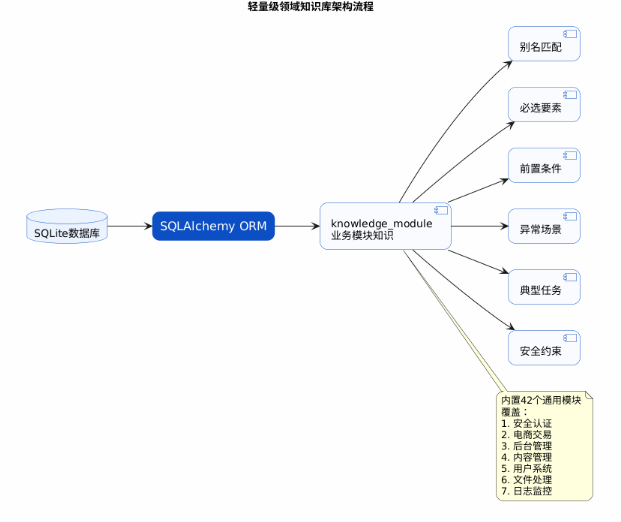 轻量级领域知识库架构流程
别名匹配
必选要素
前置条件
SQLite数据库
SQLAlchemy ORM
knowledge_module
业务模块知识
异常场景
典型任务
安全约束
内置42个通用模块
覆盖：
1. 安全认证
2. 电商交易
3. 后台管理
4. 内容管理
5. 用户系统
6. 文件处理
7. 日志监控